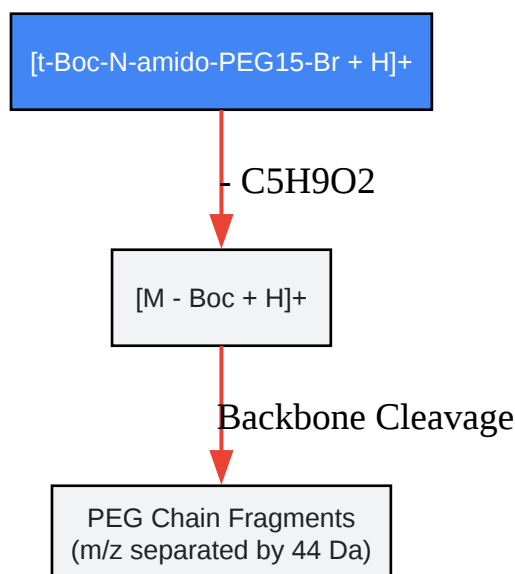 [t-Boc-N-amido-PEG15-Br + H]+
- C5H9O2
[M - Boc + H]+
Backbone Cleavage
PEG Chain Fragments
(m/z separated by 44 Da)